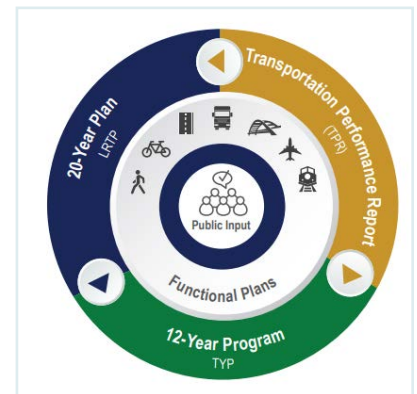 20-Year Plan
LRTP
Transportation Performance Report
(TPR)
Public Input
Functional Plans
12-Year Program
TYP